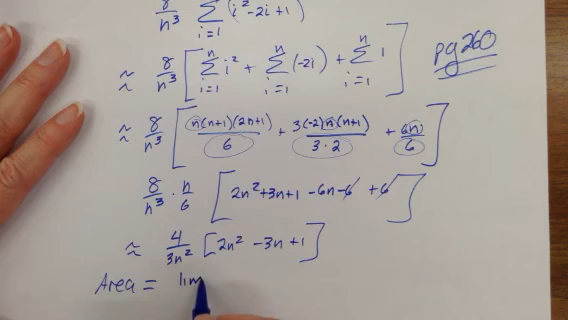 8/n³ Σ_{i=1} (i²-2i+1)
≈ 8/n³ [ Σ_{i=1}^{n} i² + Σ_{i=1}^{n} (-2i) + Σ_{i=1}^{n} 1 ] pg 260
≈ 8/n³ [ n(n+1)(2n+1)/6 + 3(-2)n(n+1)/3·2 + 6n/6 ]
8/n³ · n/6 [ 2n²+3n+1 -6n-6 +6 ]
≈ 4/3n² [ 2n² -3n +1 ]
Area = lim